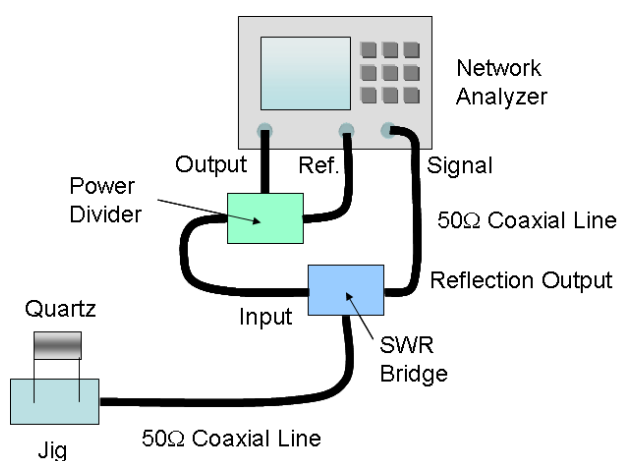 Network
Analyzer
Output
Ref.
Signal
Power
Divider
50Ω Coaxial Line
Reflection Output
Quartz
Input
SWR
Bridge
50Ω Coaxial Line
Jig